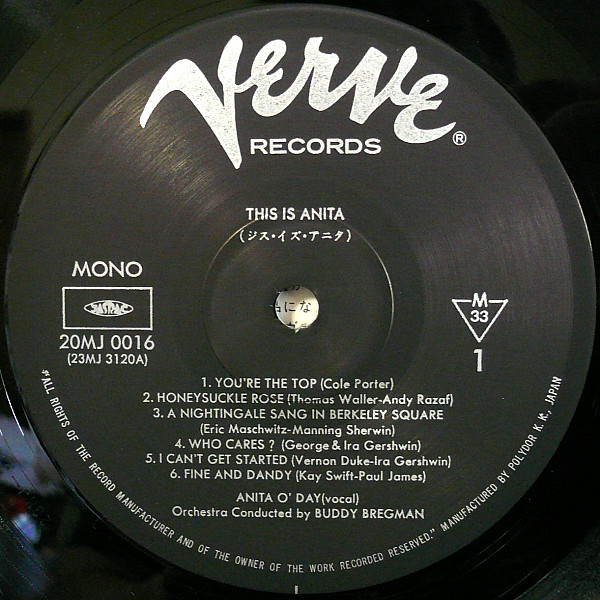 Verve
RECORDS
®
THIS IS ANITA
(ジス・イズ・アニタ)
MONO
JASRAC
20MJ 0016
(23MJ 3120A)
M
33
1
にな
1. YOU'RE THE TOP (Cole Porter)
2. HONEYSUCKLE ROSE (Thomas Waller-Andy Razaf)
3. A NIGHTINGALE SANG IN BERKELEY SQUARE
(Eric Maschwitz-Manning Sherwin)
4. WHO CARES ? (George & Ira Gershwin)
5. I CAN'T GET STARTED (Vernon Duke-Ira Gershwin)
6. FINE AND DANDY (Kay Swift-Paul James)
ANITA O' DAY(vocal)
Orchestra Conducted by BUDDY BREGMAN
"ALL RIGHTS OF THE RECORD MANUFACTURER AND OF THE OWNER OF THE WORK RECORDED RESERVED." MANUFACTURED BY POLYDOR K.K., JAPAN